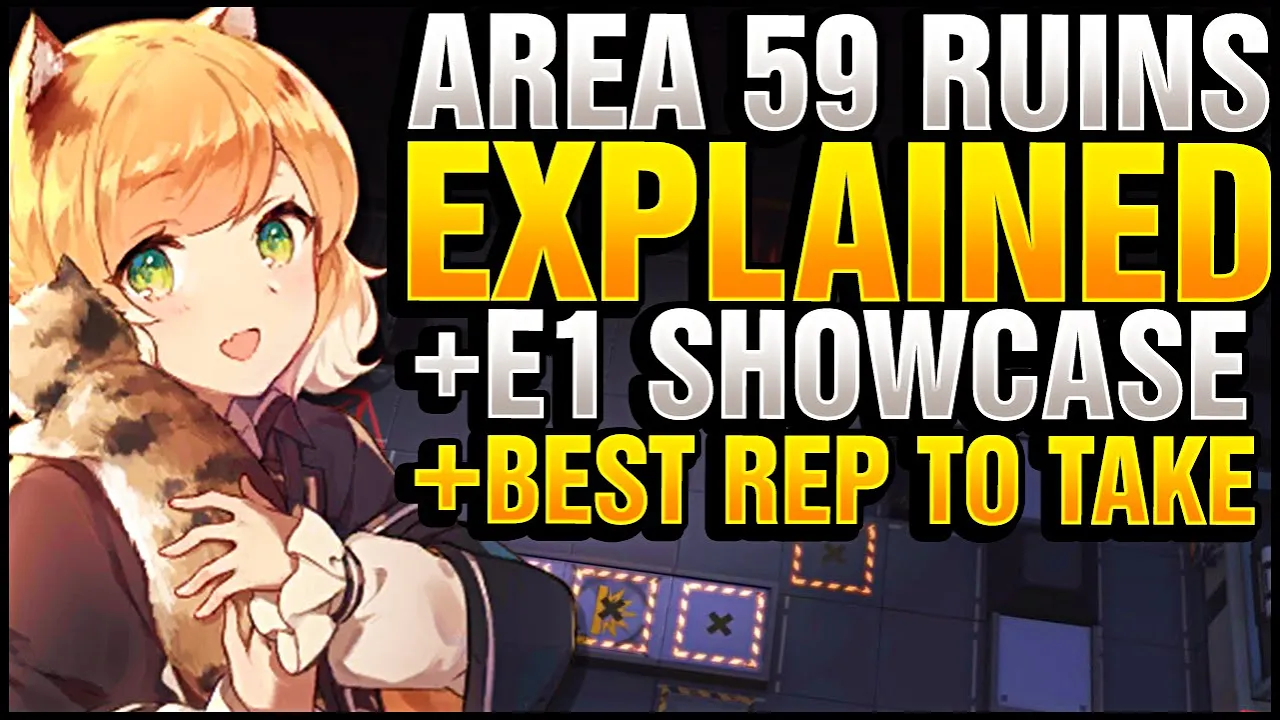 AREA 59 RUINS
EXPLAINED
+E1 SHOWCASE
+BEST REP TO TAKE